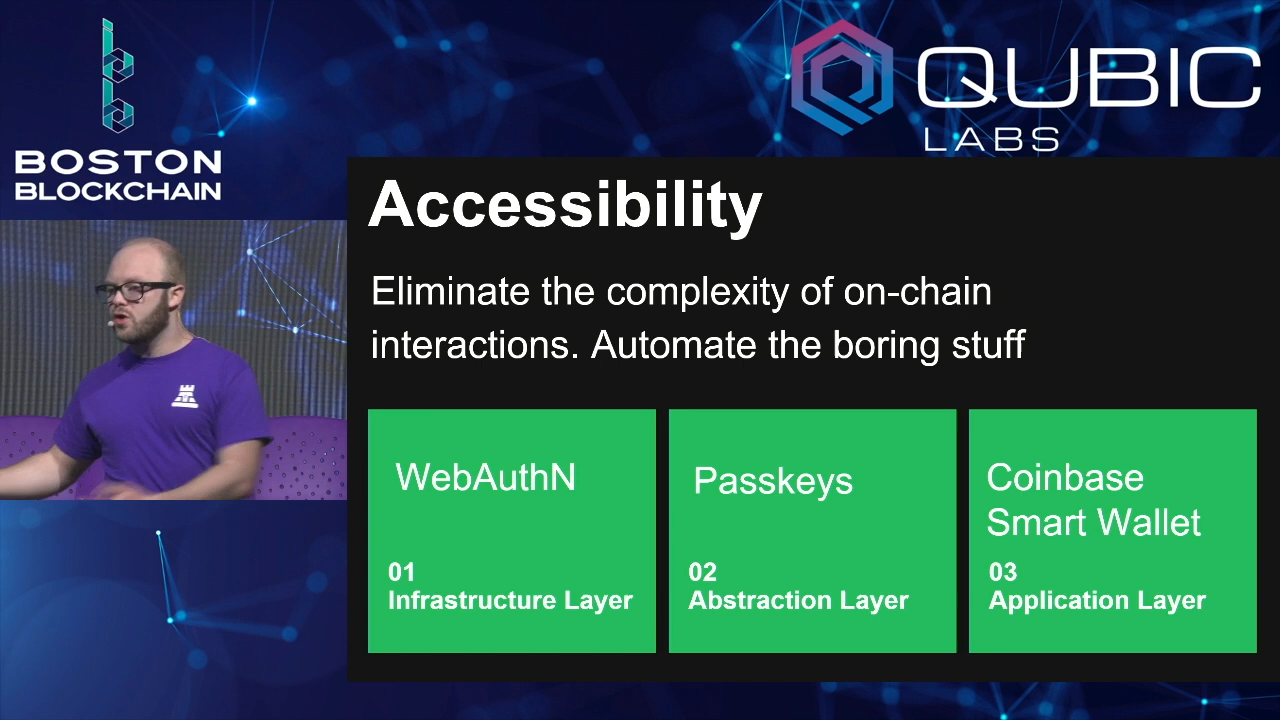 BOSTON
BLOCKCHAIN
QUBIC
LABS
Accessibility
Eliminate the complexity of on-chain
interactions. Automate the boring stuff
WebAuthN
01
Infrastructure Layer
Passkeys
02
Abstraction Layer
Coinbase
Smart Wallet
03
Application Layer